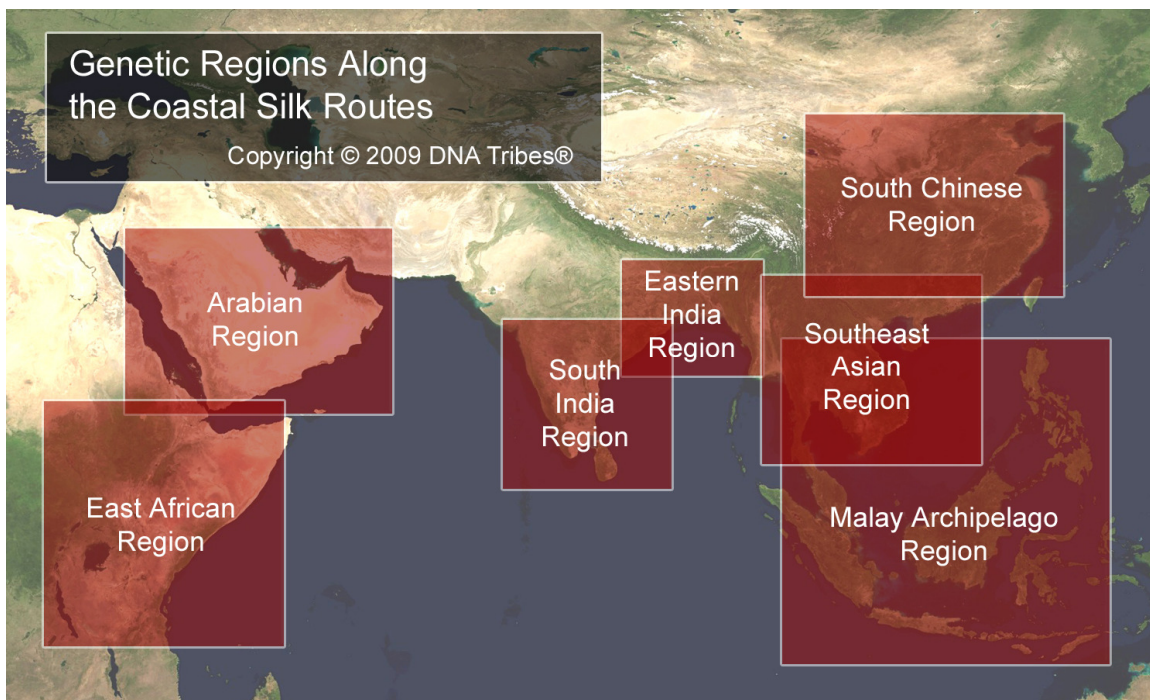 Genetic Regions Along
the Coastal Silk Routes
Copyright © 2009 DNA Tribes®
South Chinese
Region
Arabian
Region
Eastern
India
Region
Southeast
Asian
Region
South
India
Region
East African
Region
Malay Archipelago
Region